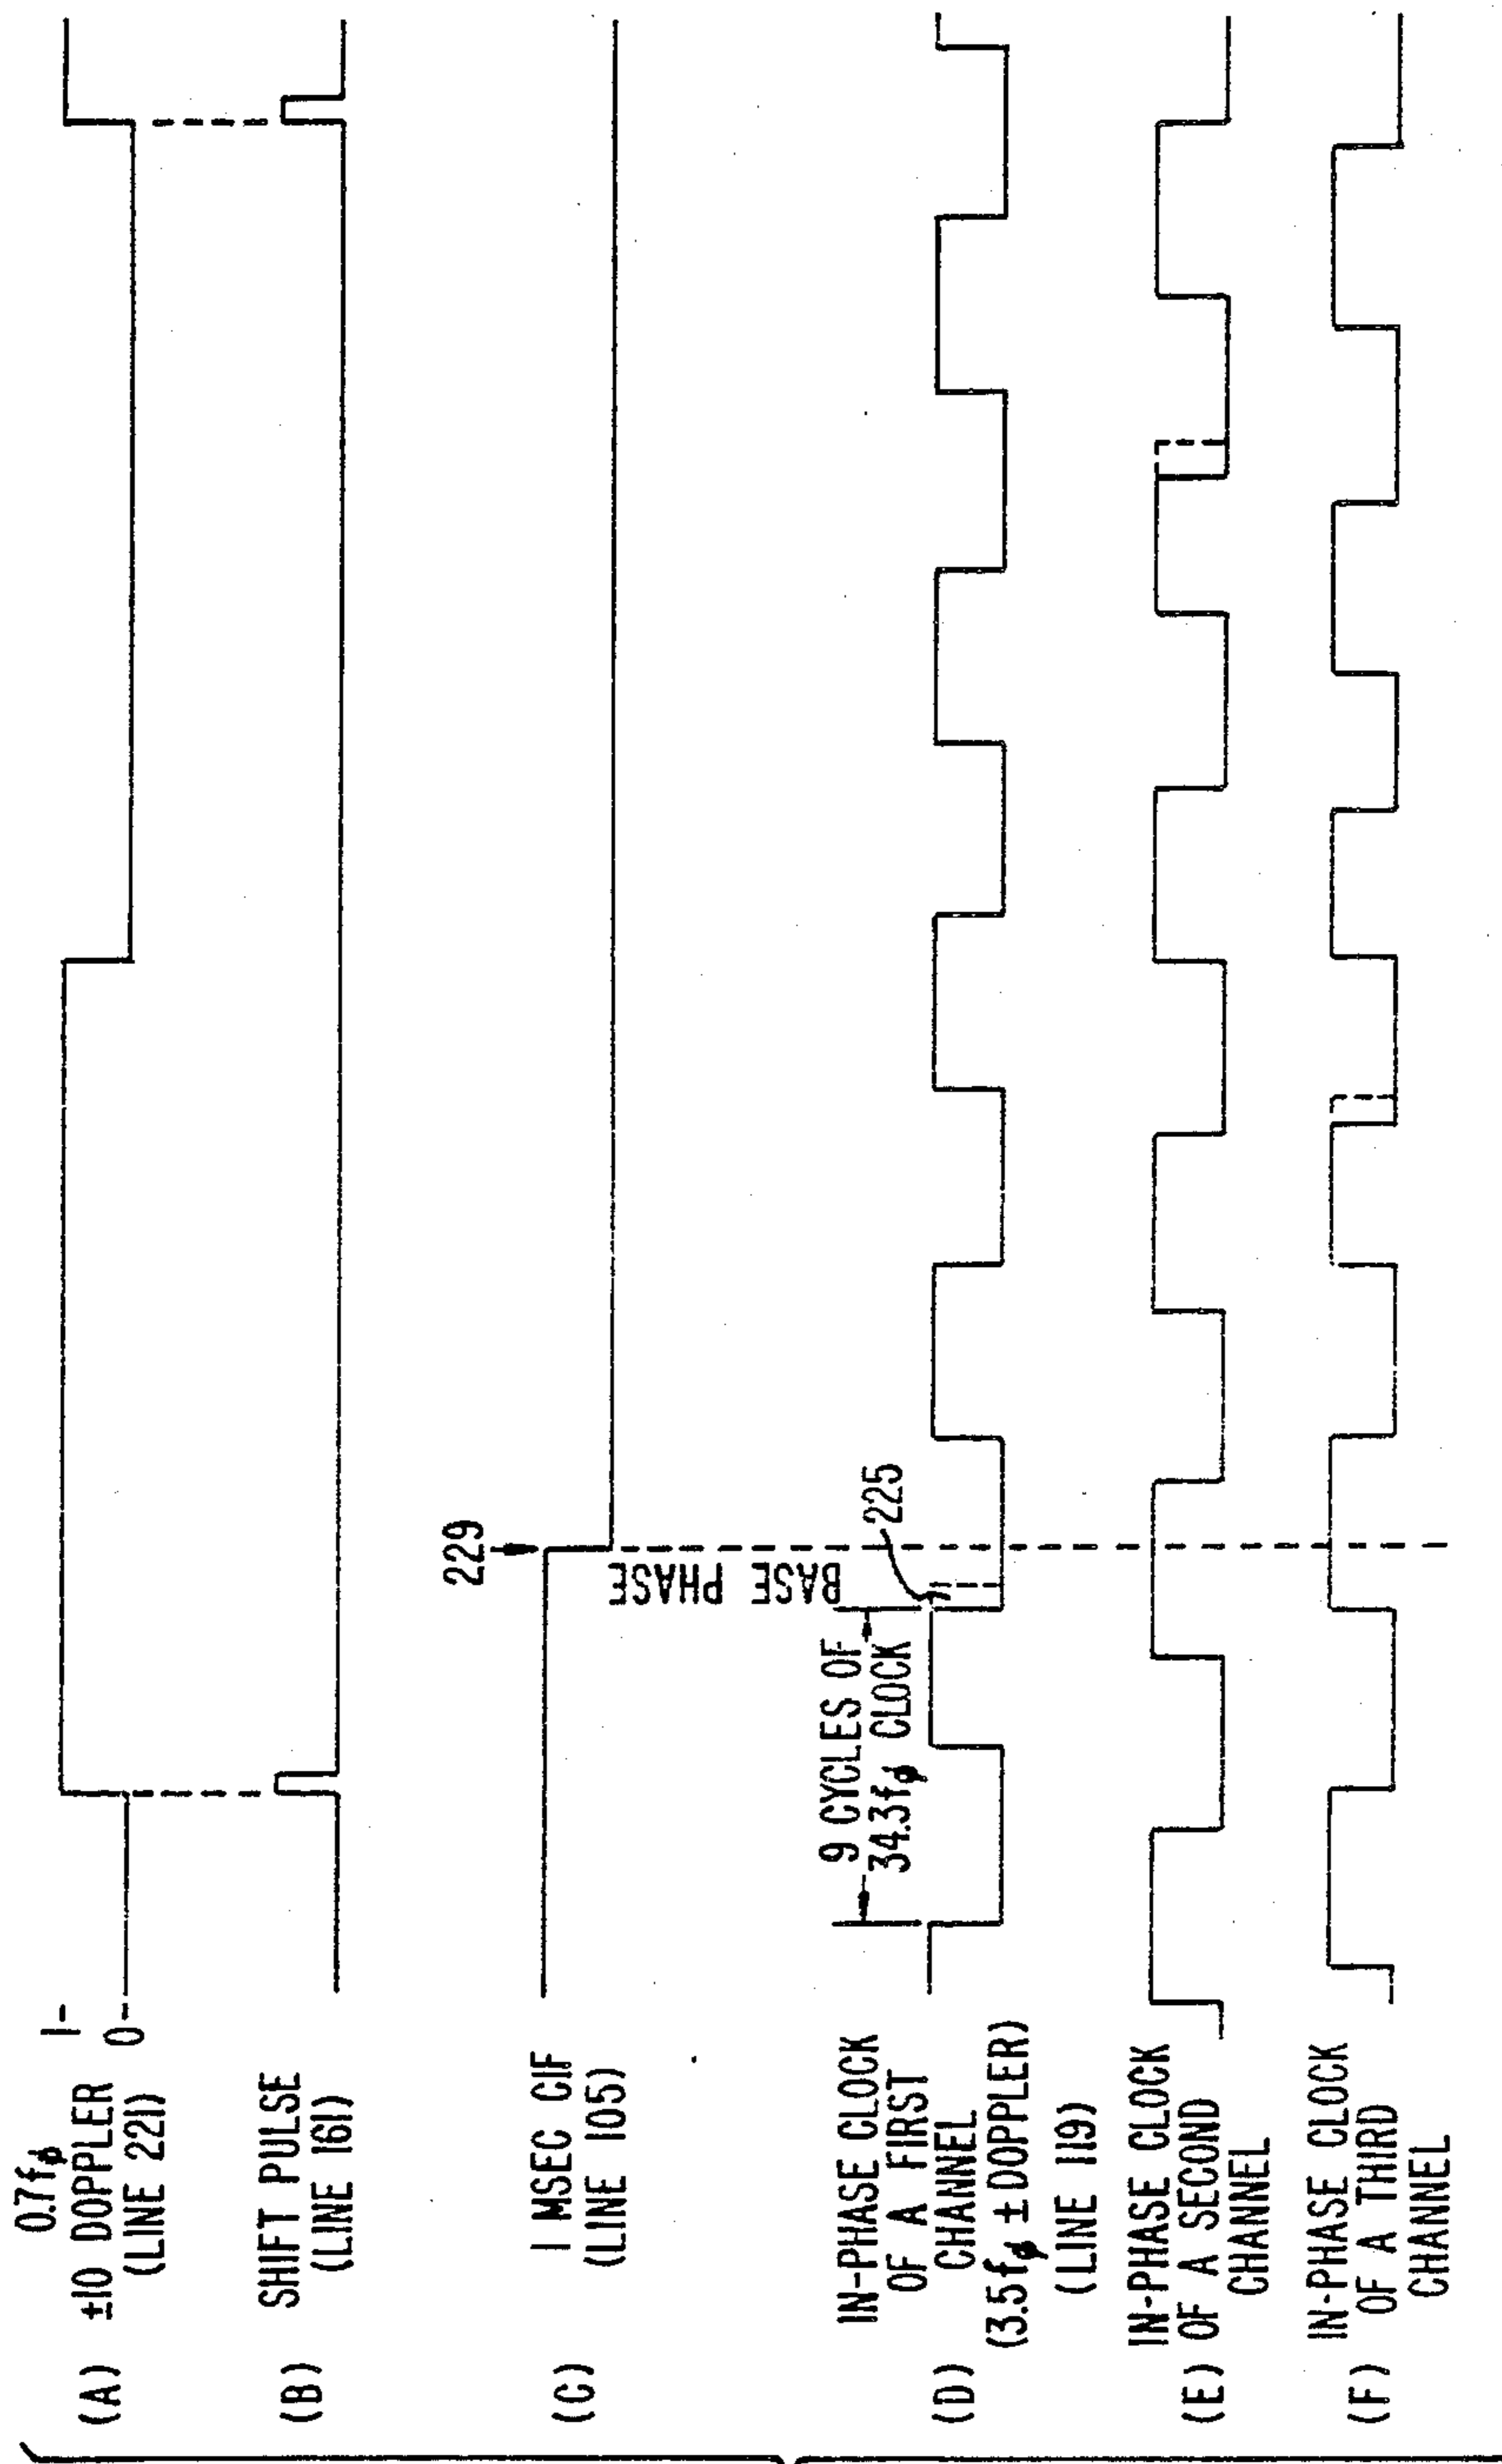 0.7fϕ
(A) ±10 DOPPLER
(LINE 221)
1-
0-
(B) SHIFT PULSE
(LINE 161)
229
(C) 1 MSEC CIF
(LINE 105)
BASE PHASE
225
9 CYCLES OF
34.3fϕ CLOCK
IN-PHASE CLOCK
OF A FIRST
(D) CHANNEL
(3.5fϕ ± DOPPLER)
(LINE 119)
IN-PHASE CLOCK
(E) OF A SECOND
CHANNEL
IN-PHASE CLOCK
(F) OF A THIRD
CHANNEL